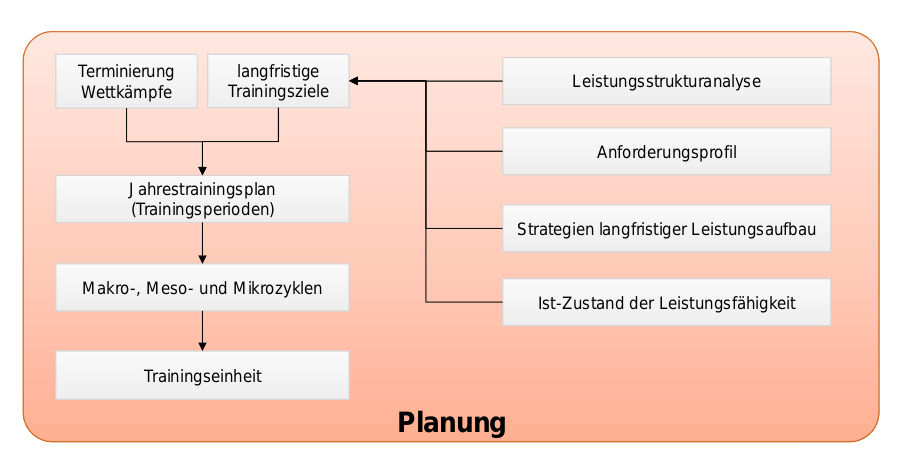 Terminierung
Wettkämpfe
langfristige
Trainingsziele
Leistungsstrukturanalyse
Anforderungsprofil
Jahrestrainingsplan
(Trainingsperioden)
Strategien langfristiger Leistungsaufbau
Makro-, Meso- und Mikrozyklen
Ist-Zustand der Leistungsfähigkeit
Trainingseinheit
Planung